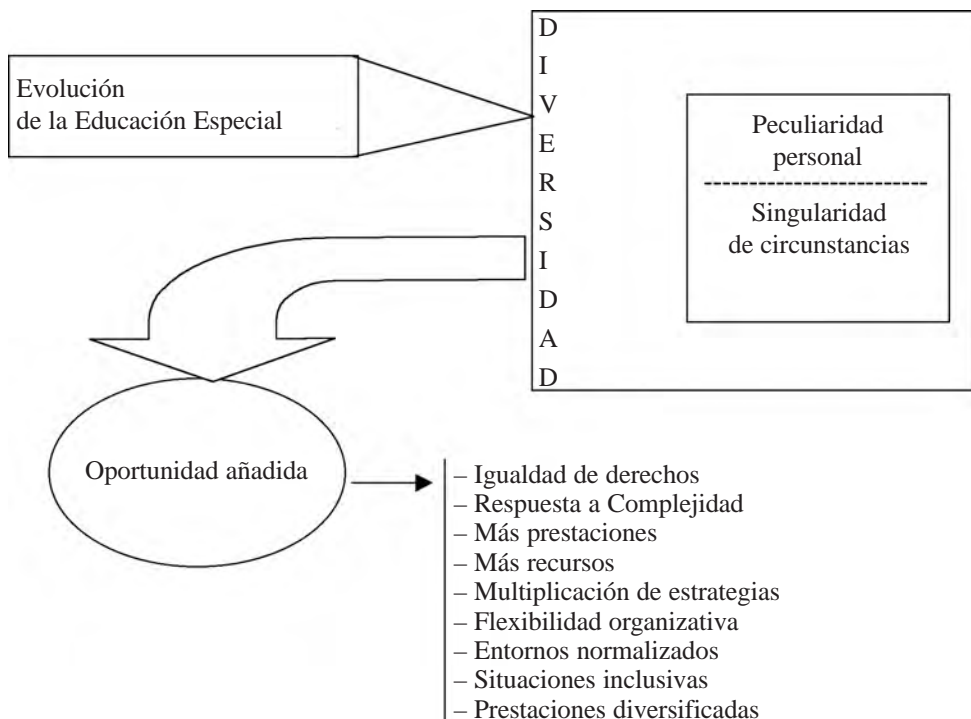 Evolución
de la Educación Especial
D
I
V
E
R
S
I
D
A
D
Peculiaridad
personal
Singularidad
de circunstancias
Oportunidad añadida
– Igualdad de derechos
– Respuesta a Complejidad
– Más prestaciones
– Más recursos
– Multiplicación de estrategias
– Flexibilidad organizativa
– Entornos normalizados
– Situaciones inclusivas
– Prestaciones diversificadas